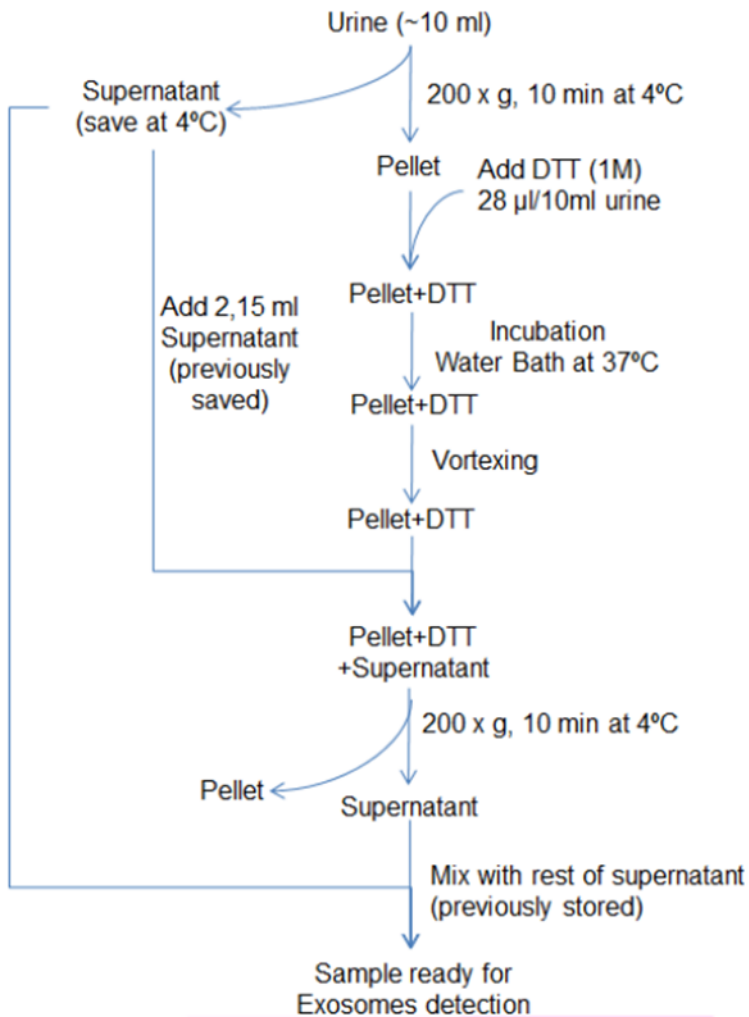 Urine (~10 ml)
Supernatant
(save at 4ºC)
200 x g, 10 min at 4ºC
Pellet
Add DTT (1M)
28 µl/10ml urine
Pellet+DTT
Add 2,15 ml
Supernatant
(previously
saved)
Incubation
Water Bath at 37ºC
Pellet+DTT
Vortexing
Pellet+DTT
Pellet+DTT
+Supernatant
200 x g, 10 min at 4ºC
Pellet
Supernatant
Mix with rest of supernatant
(previously stored)
Sample ready for
Exosomes detection